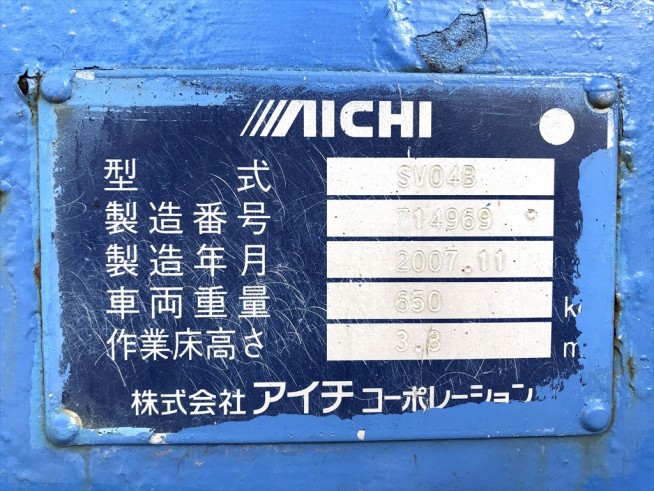 AICHI
型式 SV04B
製造番号 714969
製造年月 2007.11
車両重量 650 k
作業床高さ 3.8 m
株式会社アイチコーポレーション